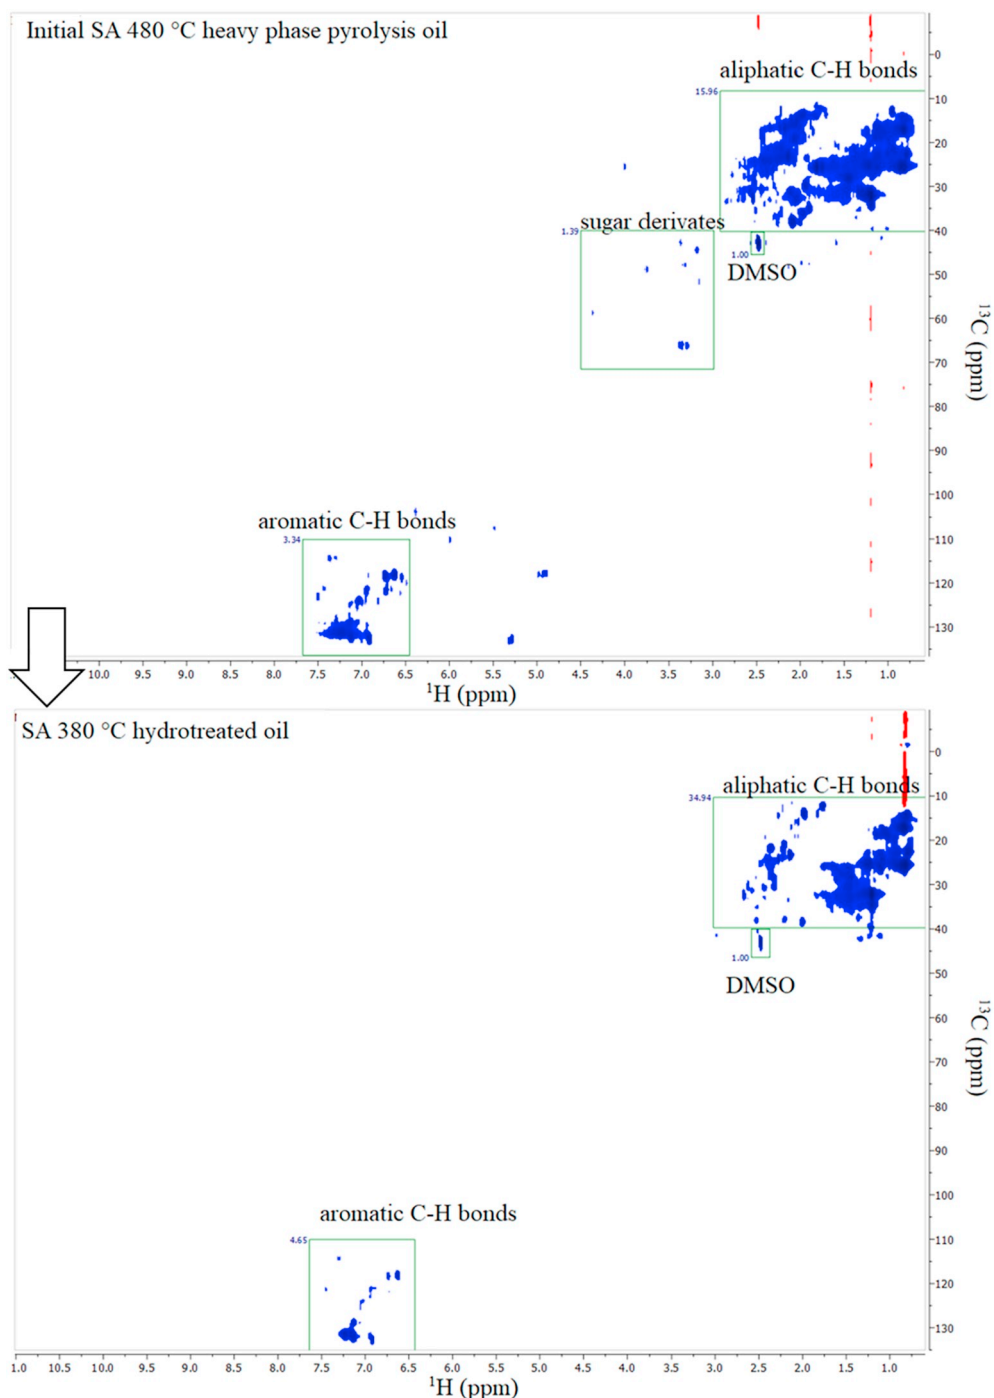 Initial SA 480 °C heavy phase pyrolysis oil
aliphatic C-H bonds
15.96
sugar derivates
1.39
1.00
DMSO
aromatic C-H bonds
3.34
0
10
20
30
40
50
60
70
80
90
100
110
120
130
13C (ppm)
10.0 9.5 9.0 8.5 8.0 7.5 7.0 6.5 6.0 5.5 5.0 4.5 4.0 3.5 3.0 2.5 2.0 1.5 1.0
1H (ppm)
SA 380 °C hydrotreated oil
aliphatic C-H bonds
34.94
1.00
DMSO
aromatic C-H bonds
4.65
0
10
20
30
40
50
60
70
80
90
100
110
120
130
13C (ppm)
1.0 10.5 10.0 9.5 9.0 8.5 8.0 7.5 7.0 6.5 6.0 5.5 5.0 4.5 4.0 3.5 3.0 2.5 2.0 1.5 1.0
1H (ppm)